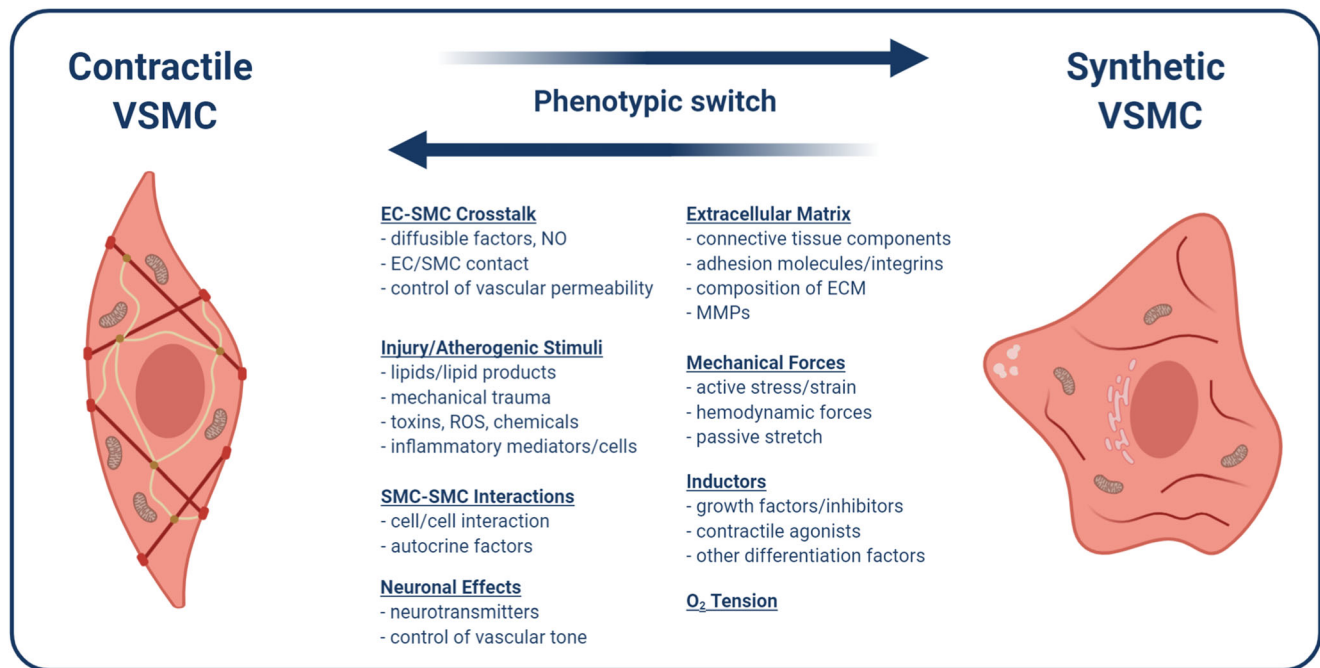 Contractile
VSMC
Phenotypic switch
Synthetic
VSMC
EC-SMC Crosstalk
- diffusible factors, NO
- EC/SMC contact
- control of vascular permeability
Injury/Atherogenic Stimuli
- lipids/lipid products
- mechanical trauma
- toxins, ROS, chemicals
- inflammatory mediators/cells
SMC-SMC Interactions
- cell/cell interaction
- autocrine factors
Neuronal Effects
- neurotransmitters
- control of vascular tone
Extracellular Matrix
- connective tissue components
- adhesion molecules/integrins
- composition of ECM
- MMPs
Mechanical Forces
- active stress/strain
- hemodynamic forces
- passive stretch
Inductors
- growth factors/inhibitors
- contractile agonists
- other differentiation factors
O₂ Tension